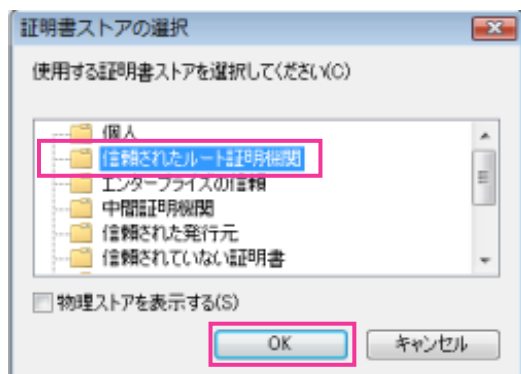 証明書ストアの選択
使用する証明書ストアを選択してください(C)
個人
信頼されたルート証明機関
エンタープライズの信頼
中間証明機関
信頼された発行元
信頼されていない証明書
物理ストアを表示する(S)
OK
キャンセル